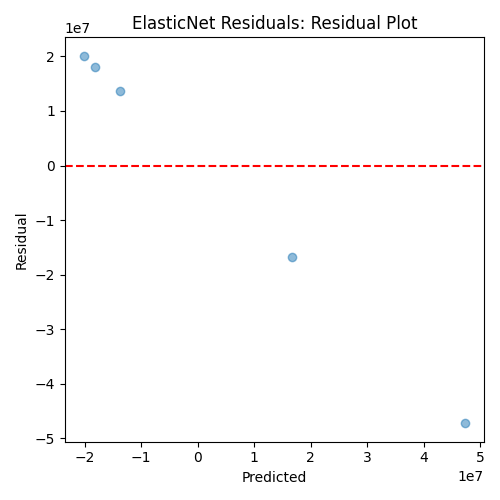 ElasticNet Residuals: Residual Plot
1e7
2
1
0
−1
−2
−3
−4
−5
Residual
−2 −1 0 1 2 3 4 5
1e7
Predicted